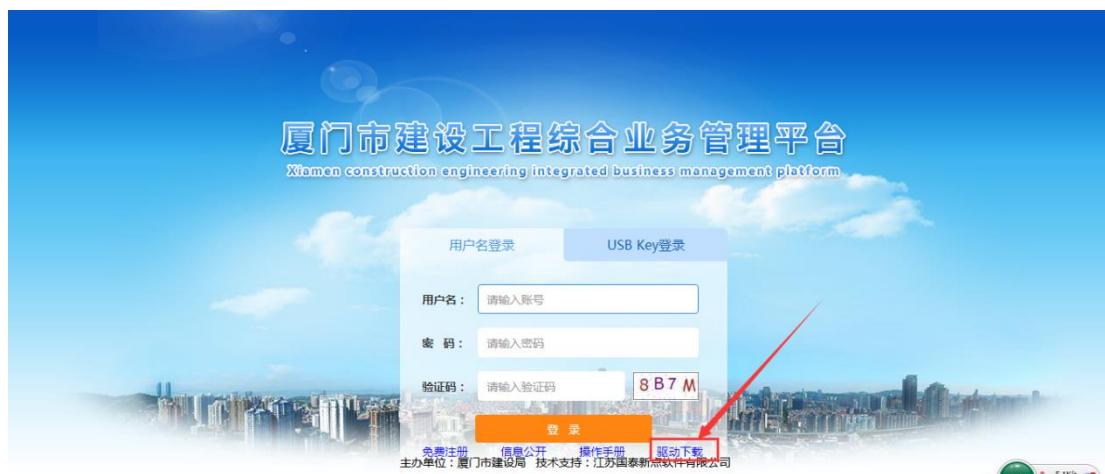 厦门市建设工程综合业务管理平台
Xiamen construction engineering integrated business management platform
用户名登录 USB Key登录
用户名： 请输入账号
密 码： 请输入密码
验证码： 请输入验证码 8B7M
登 录
免费注册 信息公开 操作手册 驱动下载
主办单位：厦门市建设局 技术支持：江苏国泰新点软件有限公司